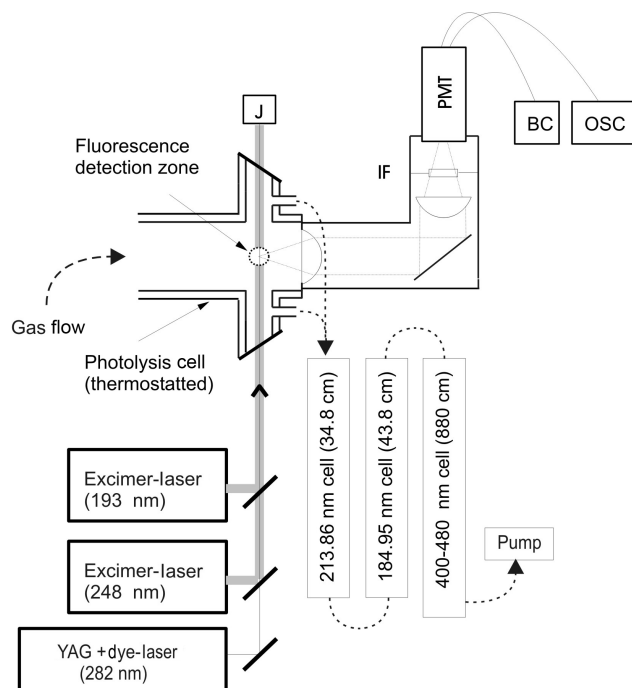 PMT
BC
OSC
J
IF
Fluorescence
detection zone
Gas flow
Photolysis cell
(thermostatted)
213.86 nm cell (34.8 cm)
184.95 nm cell (43.8 cm)
400-480 nm cell (880 cm)
Pump
Excimer-laser
(193 nm)
Excimer-laser
(248 nm)
YAG +dye-laser
(282 nm)